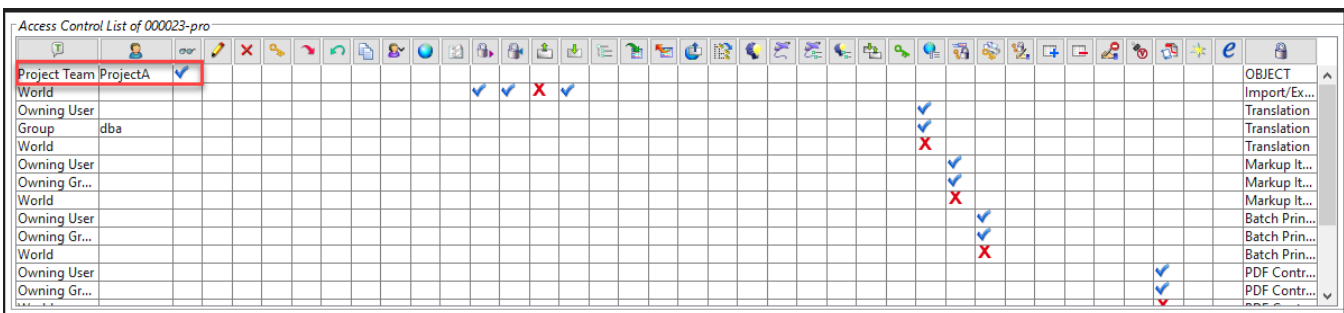 Access Control List of 000023-pro
Project Team ProjectA OBJECT
World X Import/Ex...
Owning User Translation
Group dba Translation
World X Translation
Owning User Markup It...
Owning Gr... Markup It...
World X Markup It...
Owning User Batch Prin...
Owning Gr... Batch Prin...
World X Batch Prin...
Owning User PDF Contr...
Owning Gr... PDF Contr...